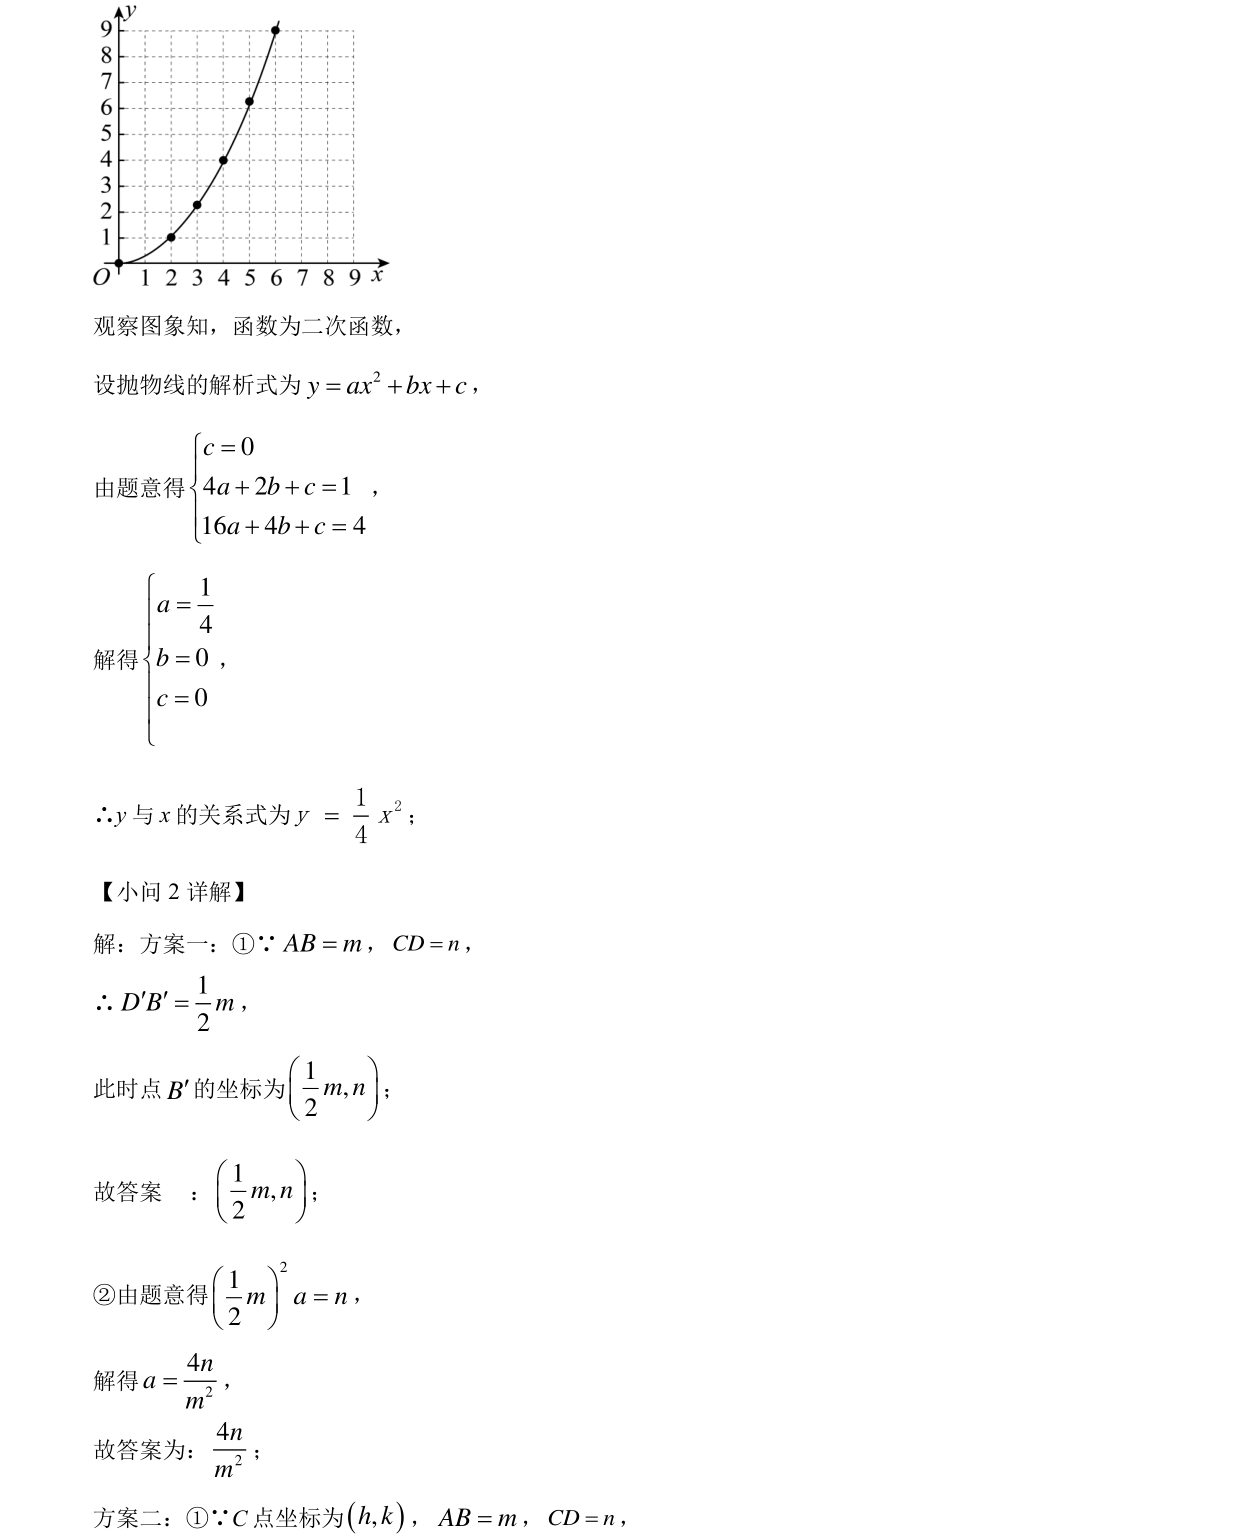 y
9
8
7
6
5
4
3
2
1
O 1 2 3 4 5 6 7 8 9 x
观察图象知，函数为二次函数，
设抛物线的解析式为 y = ax² + bx + c，
由题意得 { c = 0
4a + 2b + c = 1 ，
16a + 4b + c = 4
解得 { a = 1/4
b = 0 ，
c = 0
∴y 与 x 的关系式为 y = 1/4 x²；
【小问 2 详解】
解：方案一：①∵ AB = m，CD = n，
∴ D′B′ = 1/2 m，
此时点 B′ 的坐标为 (1/2 m, n)；
故答案 ：(1/2 m, n)；
②由题意得 (1/2 m)² a = n，
解得 a = 4n/m²，
故答案为：4n/m²；
方案二：①∵C 点坐标为 (h, k)，AB = m，CD = n，